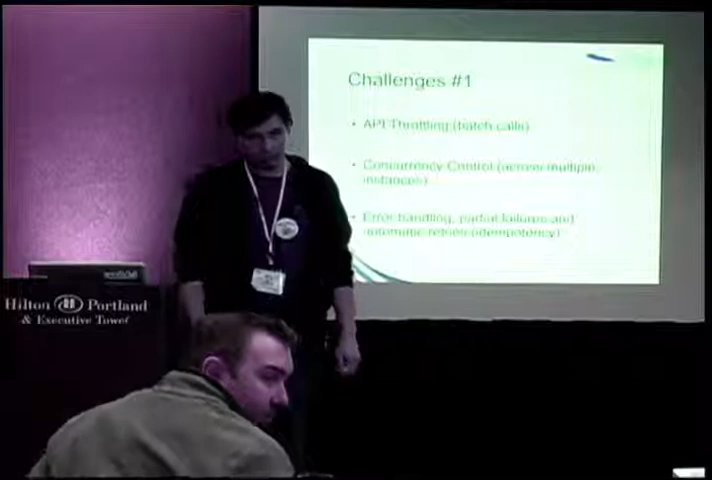 Challenges #1
• API Throttling (batch calls)
• Concurrency Control (across multiple
instances)
• Error handling, partial failures and
automatic retries (idempotency)
Hilton Portland
& Executive Tower